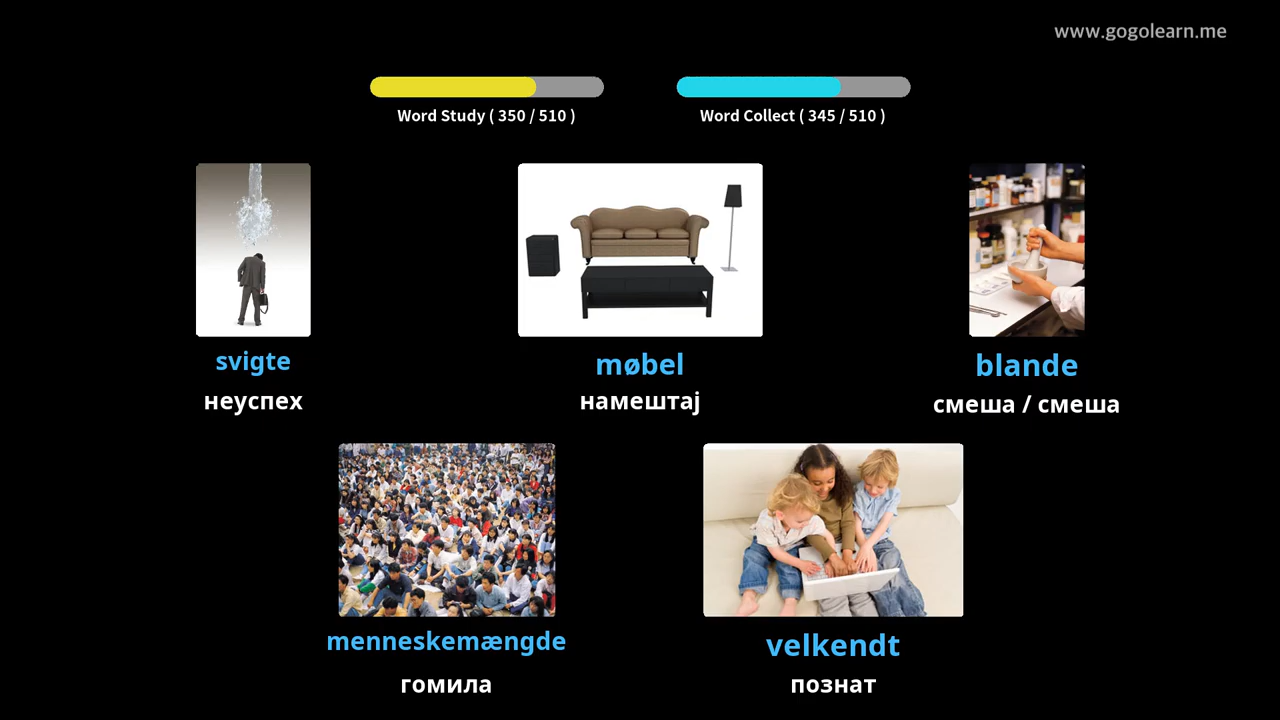 www.gogolearn.me
Word Study ( 350 / 510 )
Word Collect ( 345 / 510 )
svigte
неуспех
møbel
намештај
blande
смеша / смеша
menneskemængde
гомила
velkendt
познат